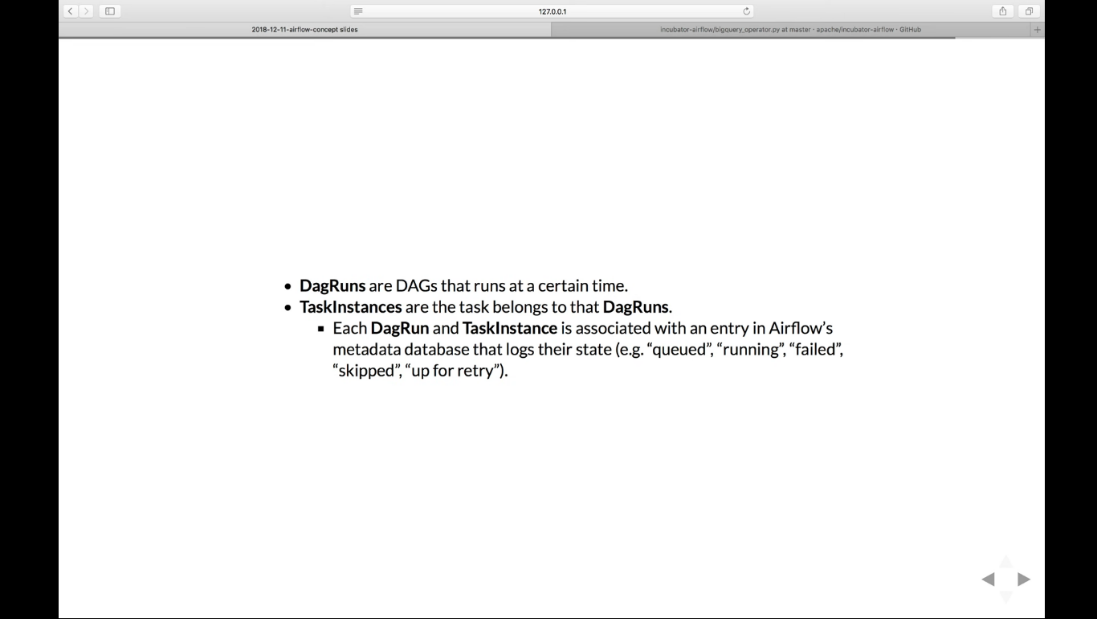 127.0.0.1
2018-12-11-airflow-concept slides
incubator-airflow/bigquery_operator.py at master · apache/incubator-airflow · GitHub
• DagRuns are DAGs that runs at a certain time.
• TaskInstances are the task belongs to that DagRuns.
▪ Each DagRun and TaskInstance is associated with an entry in Airflow’s
metadata database that logs their state (e.g. “queued”, “running”, “failed”,
“skipped”, “up for retry”).